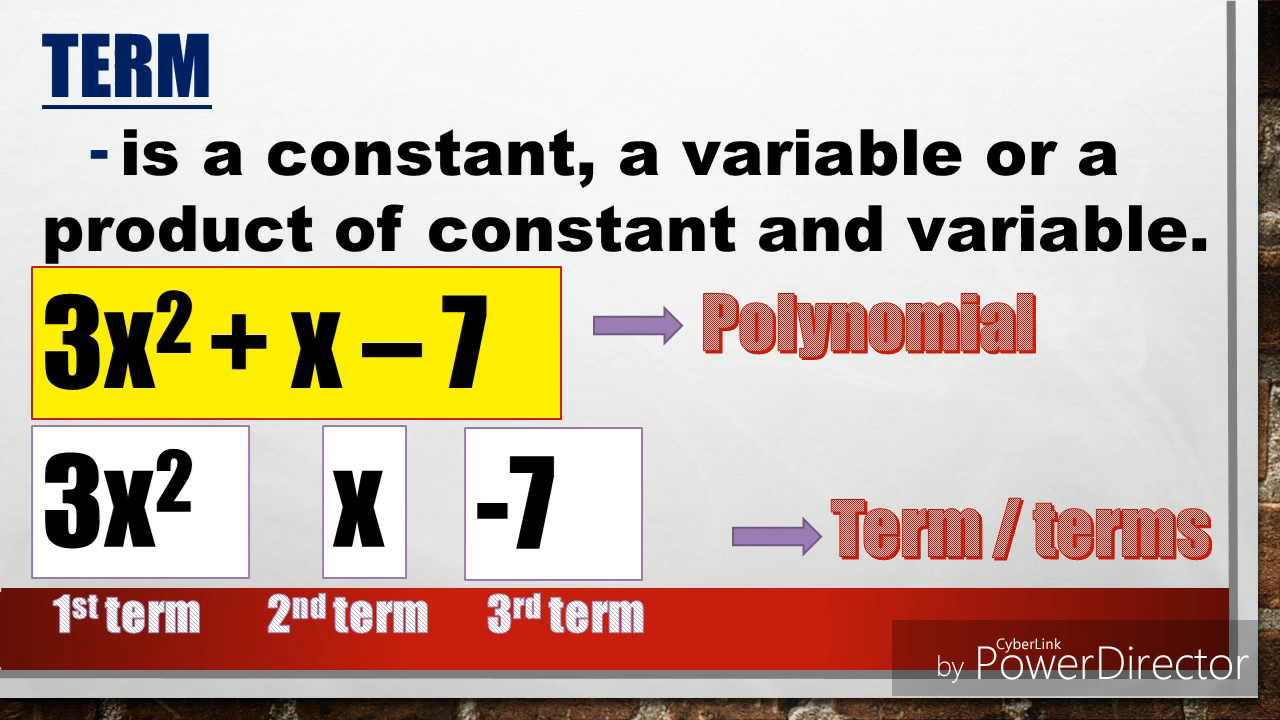 TERM
- is a constant, a variable or a
product of constant and variable.
3x² + x – 7
Polynomial
3x² x -7
Term / terms
1st term 2nd term 3rd term
by CyberLink PowerDirector